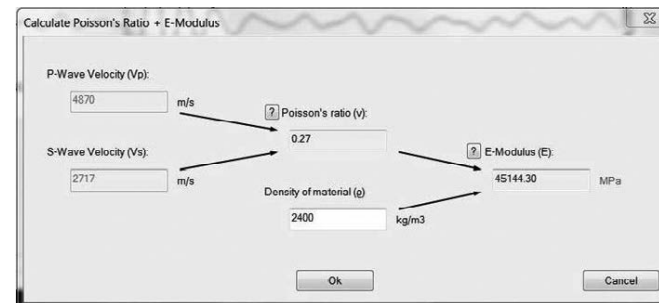 Calculate Poisson's Ratio + E-Modulus
P-Wave Velocity (Vp):
4870 m/s
? Poisson's ratio (v):
0.27
S-Wave Velocity (Vs):
? E-Modulus (E):
2717 m/s
45144.30 MPa
Density of material (ρ)
2400 kg/m3
Ok Cancel